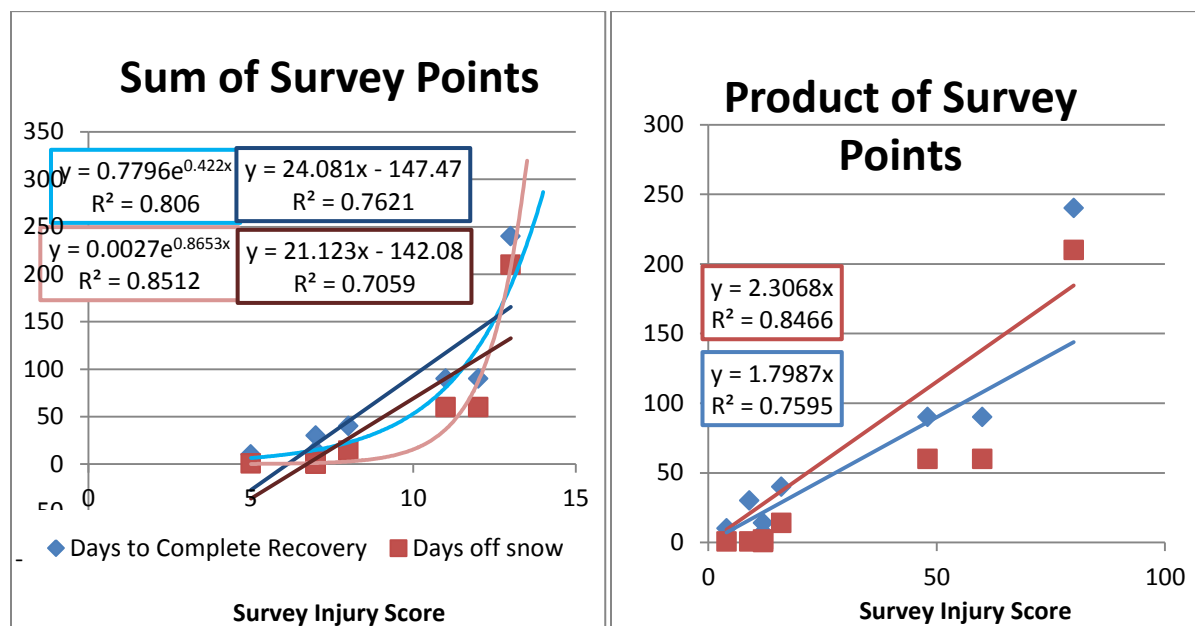 Sum of Survey Points
350
300
250
200
150
100
50
0
50
-
y = 0.7796e^0.422x
R² = 0.806
y = 24.081x - 147.47
R² = 0.7621
y = 0.0027e^0.8653x
R² = 0.8512
y = 21.123x - 142.08
R² = 0.7059
0 5 10 15
Days to Complete Recovery Days off snow
Survey Injury Score
Product of Survey
Points
300
250
200
150
100
50
0
y = 2.3068x
R² = 0.8466
y = 1.7987x
R² = 0.7595
0 50 100
Survey Injury Score